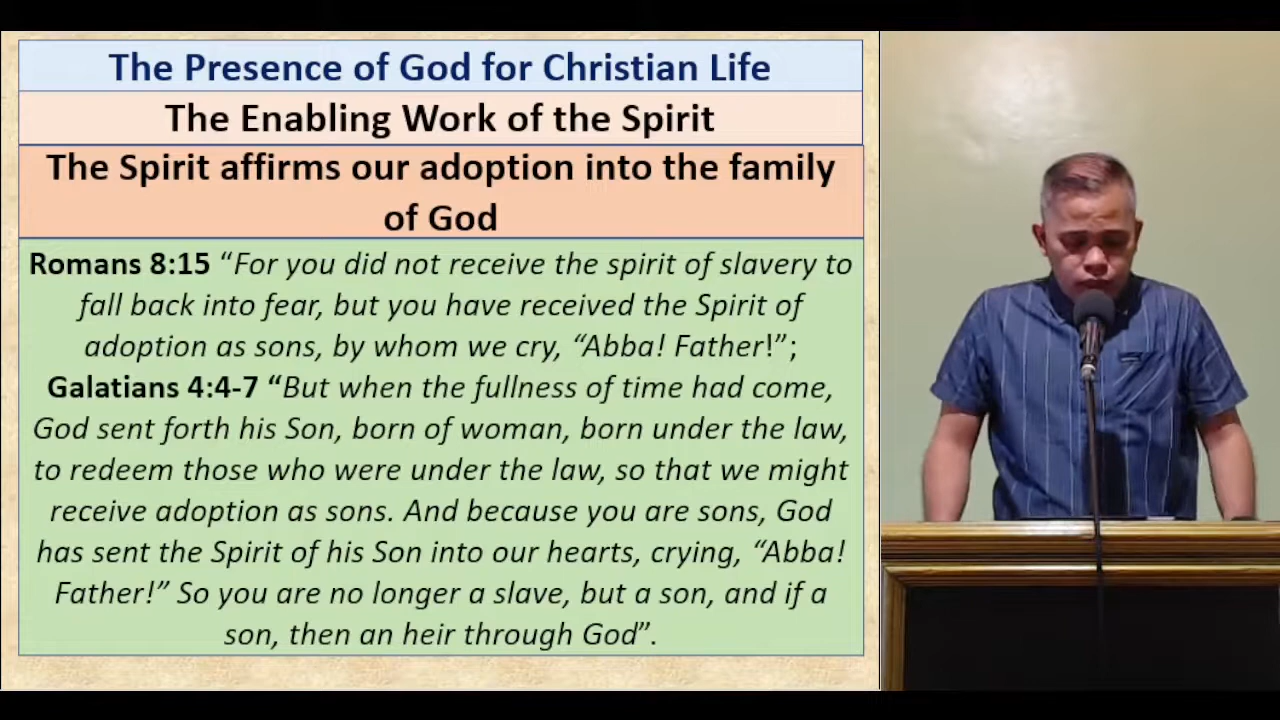 The Presence of God for Christian Life
The Enabling Work of the Spirit
The Spirit affirms our adoption into the family
of God
Romans 8:15 “For you did not receive the spirit of slavery to
fall back into fear, but you have received the Spirit of
adoption as sons, by whom we cry, “Abba! Father!”;
Galatians 4:4-7 “But when the fullness of time had come,
God sent forth his Son, born of woman, born under the law,
to redeem those who were under the law, so that we might
receive adoption as sons. And because you are sons, God
has sent the Spirit of his Son into our hearts, crying, “Abba!
Father!” So you are no longer a slave, but a son, and if a
son, then an heir through God”.